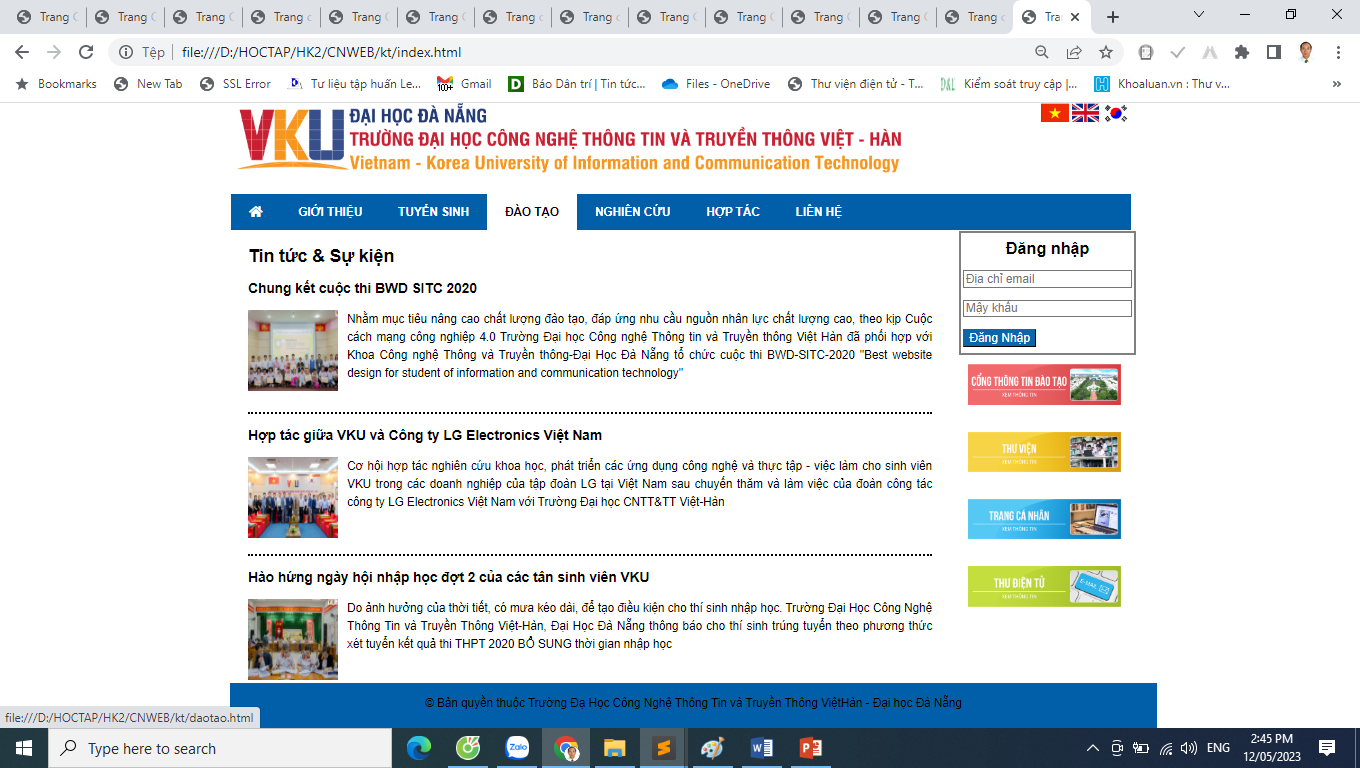 Trang
Trang
Trang
Trang c
Trang
Trang
Trang c
Trang c
Trang
Trang
Trang
Trang
Trang c
Tra
Tệp
file:///D:/HOCTAP/HK2/CNWEB/kt/index.html
Bookmarks
New Tab
SSL Error
Tư liệu tập huấn Le...
100+
Gmail
Báo Dân trí | Tin tức...
Files - OneDrive
Thư viện điện tử - T...
Kiểm soát truy cập |...
Khoaluan.vn : Thư v...
»
VKU
ĐẠI HỌC ĐÀ NẴNG
TRƯỜNG ĐẠI HỌC CÔNG NGHỆ THÔNG TIN VÀ TRUYỀN THÔNG VIỆT - HÀN
Vietnam - Korea University of Information and Communication Technology
GIỚI THIỆU
TUYỂN SINH
ĐÀO TẠO
NGHIÊN CỨU
HỢP TÁC
LIÊN HỆ
Tin tức & Sự kiện
Chung kết cuộc thi BWD SITC 2020
Nhằm mục tiêu nâng cao chất lượng đào tạo, đáp ứng nhu cầu nguồn nhân lực chất lượng cao, theo kịp Cuộc
cách mạng công nghiệp 4.0 Trường Đại học Công nghệ Thông tin và Truyền thông Việt Hàn đã phối hợp với
Khoa Công nghệ Thông và Truyền thông-Đại Học Đà Nẵng tổ chức cuộc thi BWD-SITC-2020 "Best website
design for student of information and communication technology"
Hợp tác giữa VKU và Công ty LG Electronics Việt Nam
Cơ hội hợp tác nghiên cứu khoa học, phát triển các ứng dụng công nghệ và thực tập - việc làm cho sinh viên
VKU trong các doanh nghiệp của tập đoàn LG tại Việt Nam sau chuyến thăm và làm việc của đoàn công tác
công ty LG Electronics Việt Nam với Trường Đại học CNTT&TT Việt-Hàn
Hào hứng ngày hội nhập học đợt 2 của các tân sinh viên VKU
Do ảnh hưởng của thời tiết, có mưa kéo dài, để tạo điều kiện cho thí sinh nhập học. Trường Đại Học Công Nghệ
Thông Tin và Truyền Thông Việt-Hàn, Đại Học Đà Nẵng thông báo cho thí sinh trúng tuyển theo phương thức
xét tuyển kết quả thi THPT 2020 BỔ SUNG thời gian nhập học
Đăng nhập
Địa chỉ email
Mây khẩu
Đăng Nhập
CỔNG THÔNG TIN ĐÀO TẠO
XEM THÔNG TIN
THƯ VIỆN
XEM THÔNG TIN
TRANG CÁ NHÂN
XEM THÔNG TIN
THƯ ĐIỆN TỬ
XEM THÔNG TIN
E-MAIL
© Bản quyền thuộc Trường Đạ Học Công Nghệ Thông Tin và Truyền Thông ViệtHàn - Đại học Đà Nẵng
file:///D:/HOCTAP/HK2/CNWEB/kt/daotao.html
Type here to search
Zalo
ENG
2:45 PM
12/05/2023